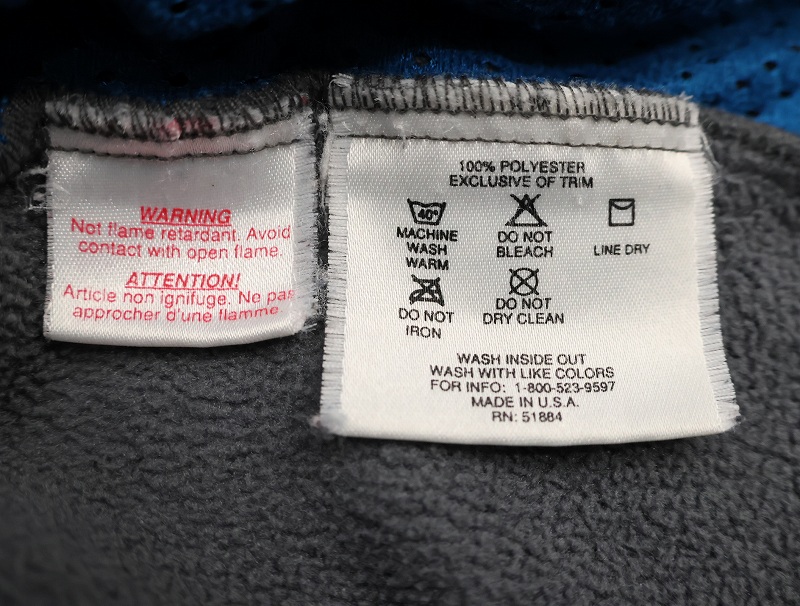 WARNING
Not flame retardant. Avoid
contact with open flame.
ATTENTION!
Article non ignifuge. Ne pas
approcher d'une flamme.
100% POLYESTER
EXCLUSIVE OF TRIM
40°
MACHINE
WASH
WARM
DO NOT
BLEACH
LINE DRY
DO NOT
IRON
DO NOT
DRY CLEAN
WASH INSIDE OUT
WASH WITH LIKE COLORS
FOR INFO: 1-800-523-9597
MADE IN U.S.A.
RN: 51884